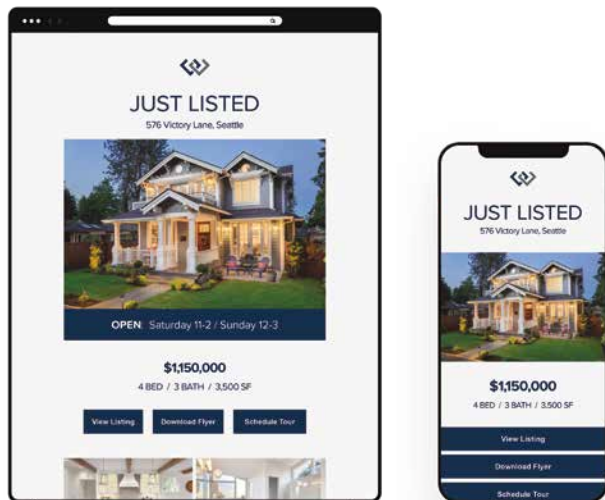 JUST LISTED
576 Victory Lane, Seattle
OPEN: Saturday 11-2 / Sunday 12-3
$1,150,000
4 BED / 3 BATH / 3,500 SF
View Listing
Download Flyer
Schedule Tour
JUST LISTED
576 Victory Lane, Seattle
$1,150,000
4 BED / 3 BATH / 3,500 SF
View Listing
Download Flyer
Schedule Tour